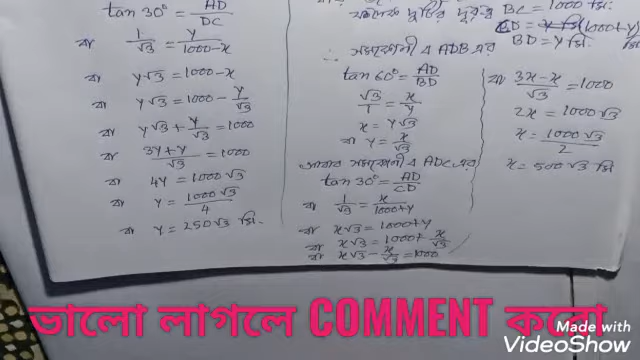 tan 30° = AD/DC
বা 1/√3 = y/1000-x
বা y√3 = 1000-x
বা y√3 = 1000 - y/√3
বা y√3 + y/√3 = 1000
বা 3y+y/√3 = 1000
বা 4y = 1000√3
বা y = 1000√3/4
বা y = 250√3 মি.
দুটির দূরত্ব BC = 1000 মি.
CD = (1000+y)
BD = y মি.
∴ সমকোণী Δ ADB এর
tan 60° = AD/BD
√3/1 = x/y
x = y√3
বা y = x/√3
আবার সমকোণী Δ ADC এর
tan 30° = AD/CD
বা 1/√3 = x/1000+y
বা x√3 = 1000+y
বা x√3 = 1000 + x/√3
বা x√3 - x/√3 = 1000
বা 3x-x/√3 = 1000
2x = 1000√3
x = 1000√3/2
x = 500√3 মি
ভালো লাগলে COMMENT করো
Made with
VideoShow